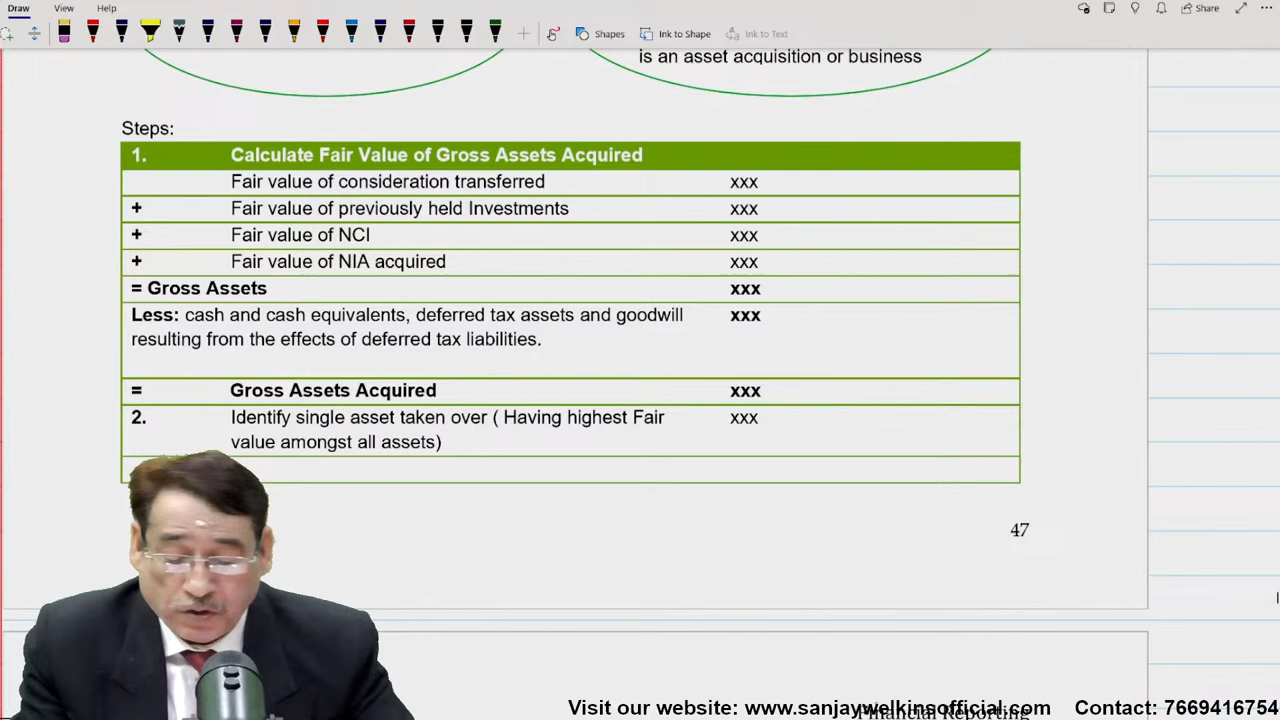 Draw View Help
Share
Shapes Ink to Shape Ink to Text
is an asset acquisition or business
Steps:
1. Calculate Fair Value of Gross Assets Acquired
Fair value of consideration transferred xxx
+ Fair value of previously held Investments xxx
+ Fair value of NCI xxx
+ Fair value of NIA acquired xxx
= Gross Assets xxx
Less: cash and cash equivalents, deferred tax assets and goodwill xxx
resulting from the effects of deferred tax liabilities.
= Gross Assets Acquired xxx
2. Identify single asset taken over ( Having highest Fair xxx
value amongst all assets)
47
Visit our website: www.sanjaywelkinsofficial.com Contact: 7669416754
Financial Reporting